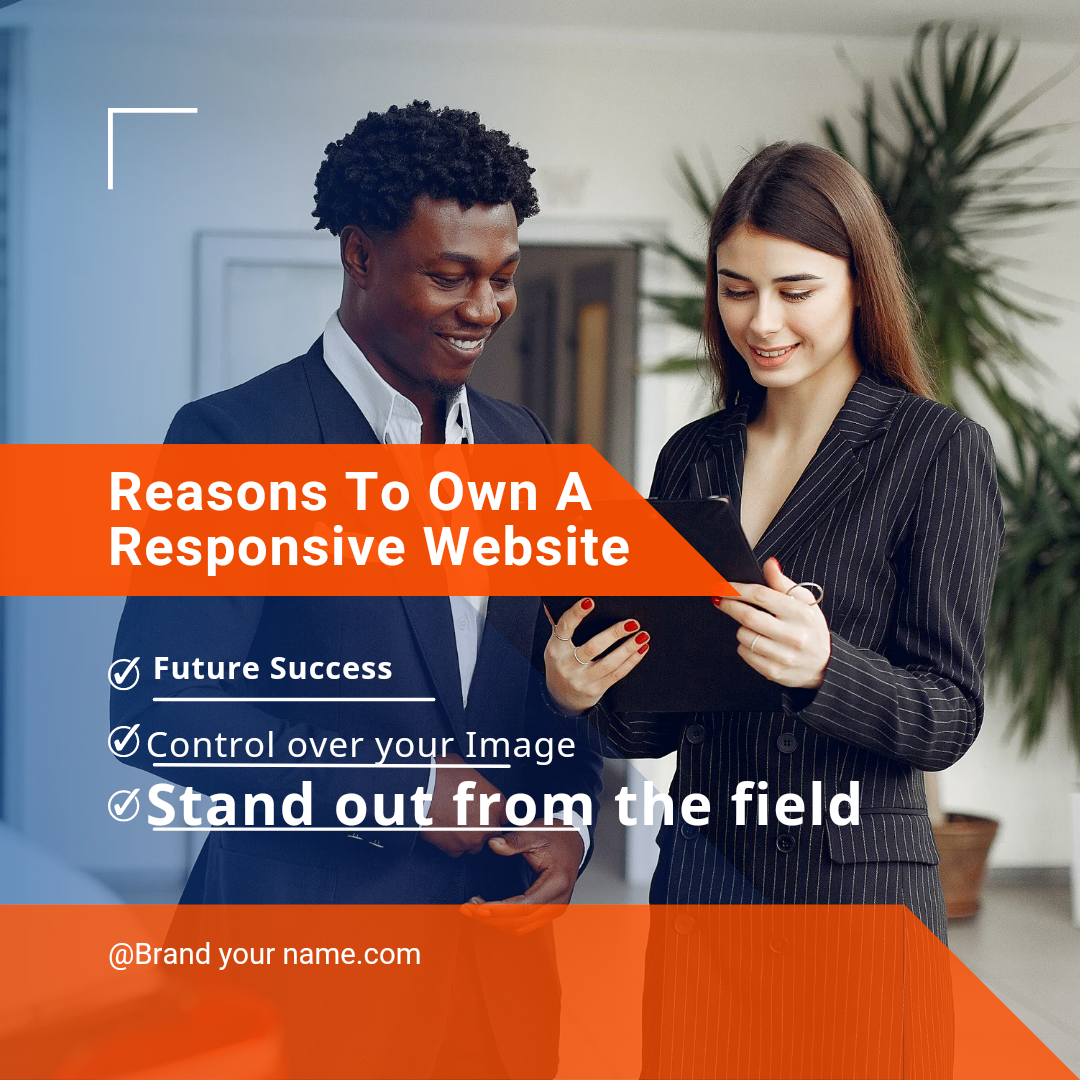 Reasons To Own A
Responsive Website
Future Success
Control over your Image
Stand out from the field
@Brand your name.com